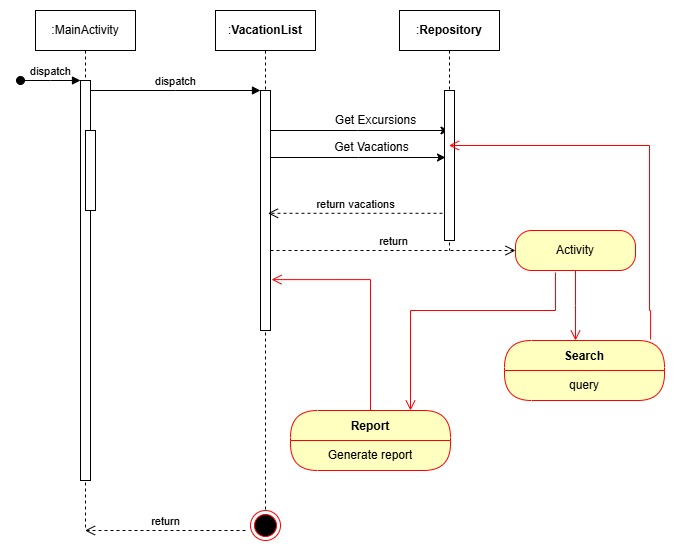 :MainActivity
:VacationList
:Repository
dispatch
dispatch
Get Excursions
Get Vacations
return vacations
return
Activity
Search
query
Report
Generate report
return